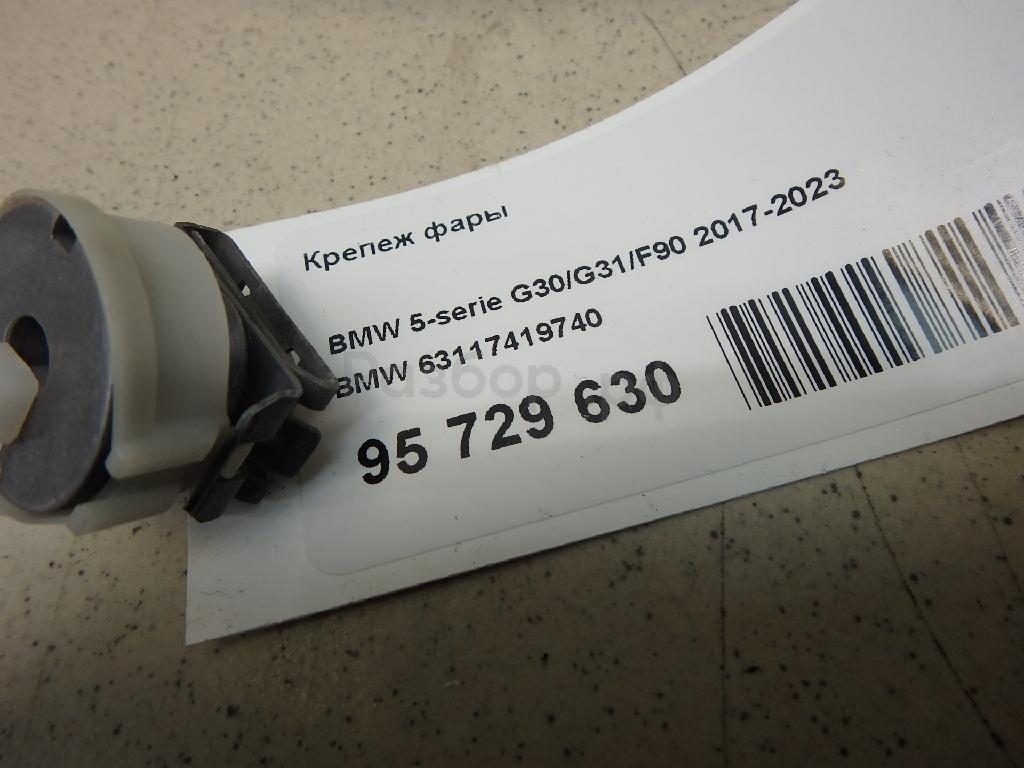 Крепеж фары
BMW 5-serie G30/G31/F90 2017-2023
BMW 63117419740
95 729 630